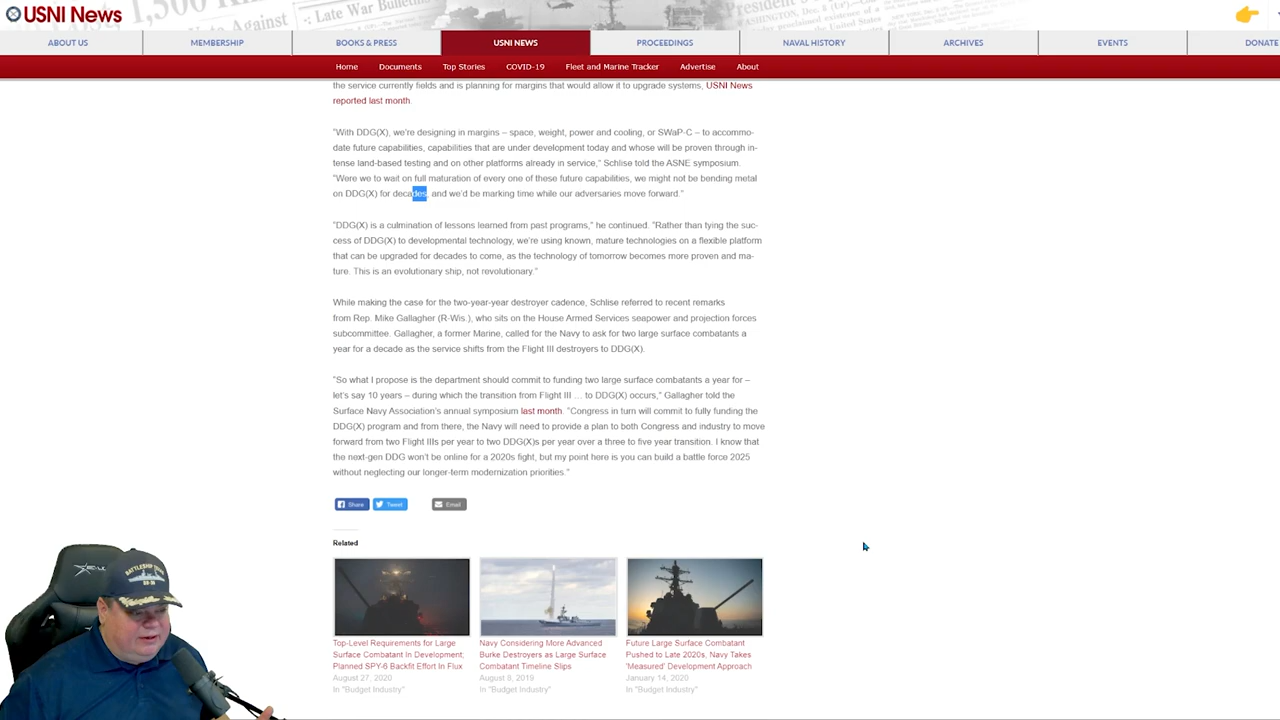 USNI News
Late War Bulletins
ABOUT US
MEMBERSHIP
BOOKS & PRESS
USNI NEWS
PROCEEDINGS
NAVAL HISTORY
ARCHIVES
EVENTS
DONATE
Home
Documents
Top Stories
COVID-19
Fleet and Marine Tracker
Advertise
About
the service currently fields and is planning for margins that would allow it to upgrade systems, USNI News
reported last month.
“With DDG(X), we’re designing in margins – space, weight, power and cooling, or SWaP-C – to accommo-
date future capabilities, capabilities that are under development today and whose will be proven through in-
tense land-based testing and on other platforms already in service,” Schlise told the ASNE symposium.
“Were we to wait on full maturation of every one of these future capabilities, we might not be bending metal
on DDG(X) for decades, and we’d be marking time while our adversaries move forward.”
“DDG(X) is a culmination of lessons learned from past programs,” he continued. “Rather than tying the suc-
cess of DDG(X) to developmental technology, we’re using known, mature technologies on a flexible platform
that can be upgraded for decades to come, as the technology of tomorrow becomes more proven and ma-
ture. This is an evolutionary ship, not revolutionary.”
While making the case for the two-year-year destroyer cadence, Schlise referred to recent remarks
from Rep. Mike Gallagher (R-Wis.), who sits on the House Armed Services seapower and projection forces
subcommittee. Gallagher, a former Marine, called for the Navy to ask for two large surface combatants a
year for a decade as the service shifts from the Flight III destroyers to DDG(X).
“So what I propose is the department should commit to funding two large surface combatants a year for –
let’s say 10 years – during which the transition from Flight III … to DDG(X) occurs,” Gallagher told the
Surface Navy Association’s annual symposium last month. “Congress in turn will commit to fully funding the
DDG(X) program and from there, the Navy will need to provide a plan to both Congress and industry to move
forward from two Flight IIIs per year to two DDG(X)s per year over a three to five year transition. I know that
the next-gen DDG won’t be online for a 2020s fight, but my point here is you can build a battle force 2025
without neglecting our longer-term modernization priorities.”
Share
Tweet
Email
Related
Top-Level Requirements for Large
Surface Combatant In Development;
Planned SPY-6 Backfit Effort In Flux
August 27, 2020
In "Budget Industry"
Navy Considering More Advanced
Burke Destroyers as Large Surface
Combatant Timeline Slips
August 8, 2019
In "Budget Industry"
Future Large Surface Combatant
Pushed to Late 2020s, Navy Takes
'Measured' Development Approach
January 14, 2020
In "Budget Industry"
BATTLESHIP